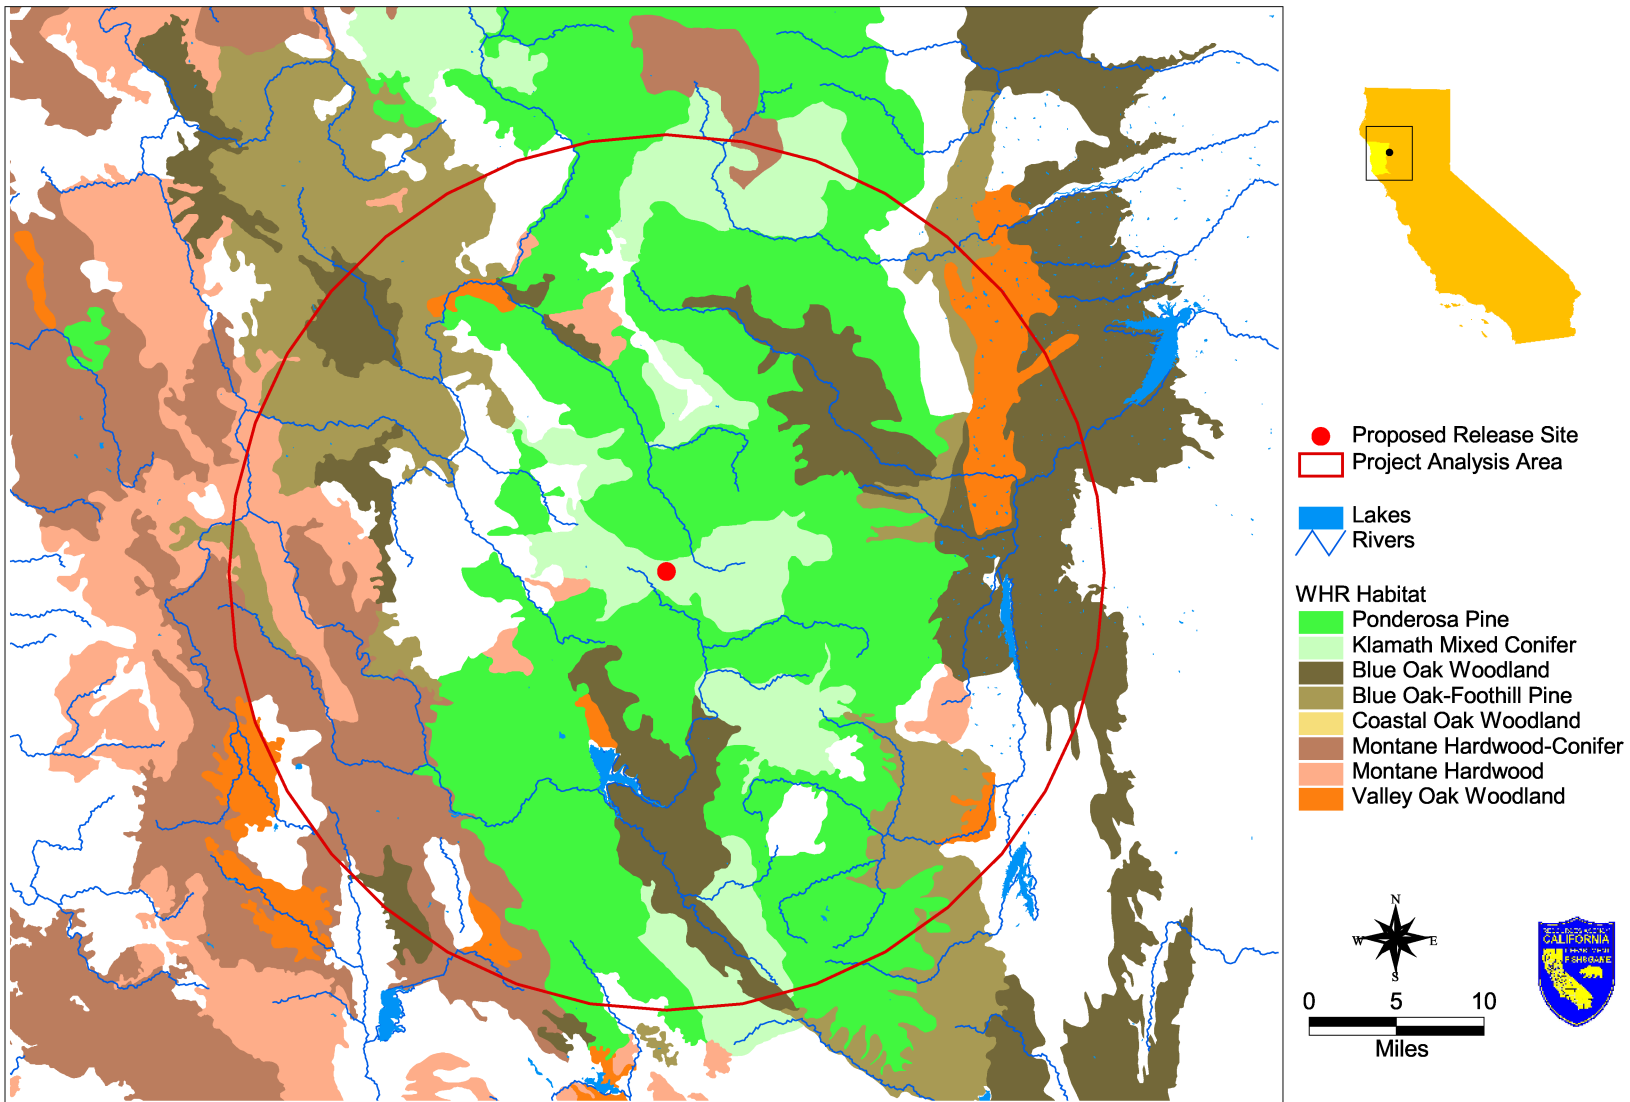 Proposed Release Site
Project Analysis Area
Lakes
Rivers
WHR Habitat
Ponderosa Pine
Klamath Mixed Conifer
Blue Oak Woodland
Blue Oak-Foothill Pine
Coastal Oak Woodland
Montane Hardwood-Conifer
Montane Hardwood
Valley Oak Woodland
N
W E
S
CALIFORNIA
FISH&GAME
0 5 10
Miles